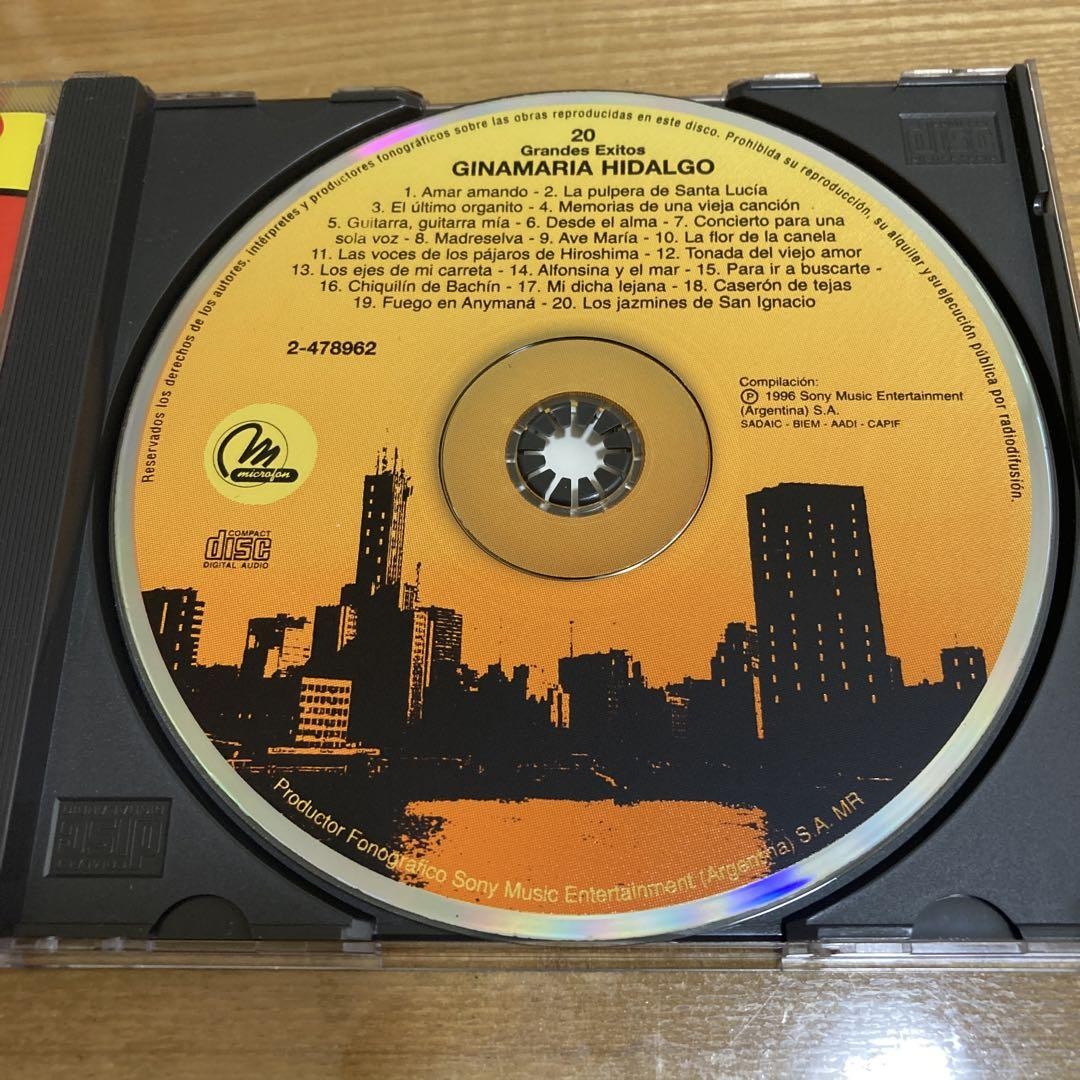 Reservados los derechos de los autores, intérpretes y productores fonográficos sobre las obras reproducidas en este disco. Prohibida su reproducción, su alquiler y su ejecución pública por radiodifusión.
20
Grandes Exitos
GINAMARIA HIDALGO
1. Amar amando - 2. La pulpera de Santa Lucía
3. El último organito - 4. Memorias de una vieja canción
5. Guitarra, guitarra mía - 6. Desde el alma - 7. Concierto para una
sola voz - 8. Madreselva - 9. Ave María - 10. La flor de la canela
11. Las voces de los pájaros de Hiroshima - 12. Tonada del viejo amor
13. Los ejes de mi carreta - 14. Alfonsina y el mar - 15. Para ir a buscarte -
16. Chiquilín de Bachín - 17. Mi dicha lejana - 18. Caserón de tejas
19. Fuego en Anymaná - 20. Los jazmines de San Ignacio
2-478962
Compilación:
℗ 1996 Sony Music Entertainment
(Argentina) S.A.
SADAIC - BIEM - AADI - CAPIF
M
microfon
COMPACT
disc
DIGITAL AUDIO
Productor Fonográfico Sony Music Entertainment (Argentina) S.A. MR